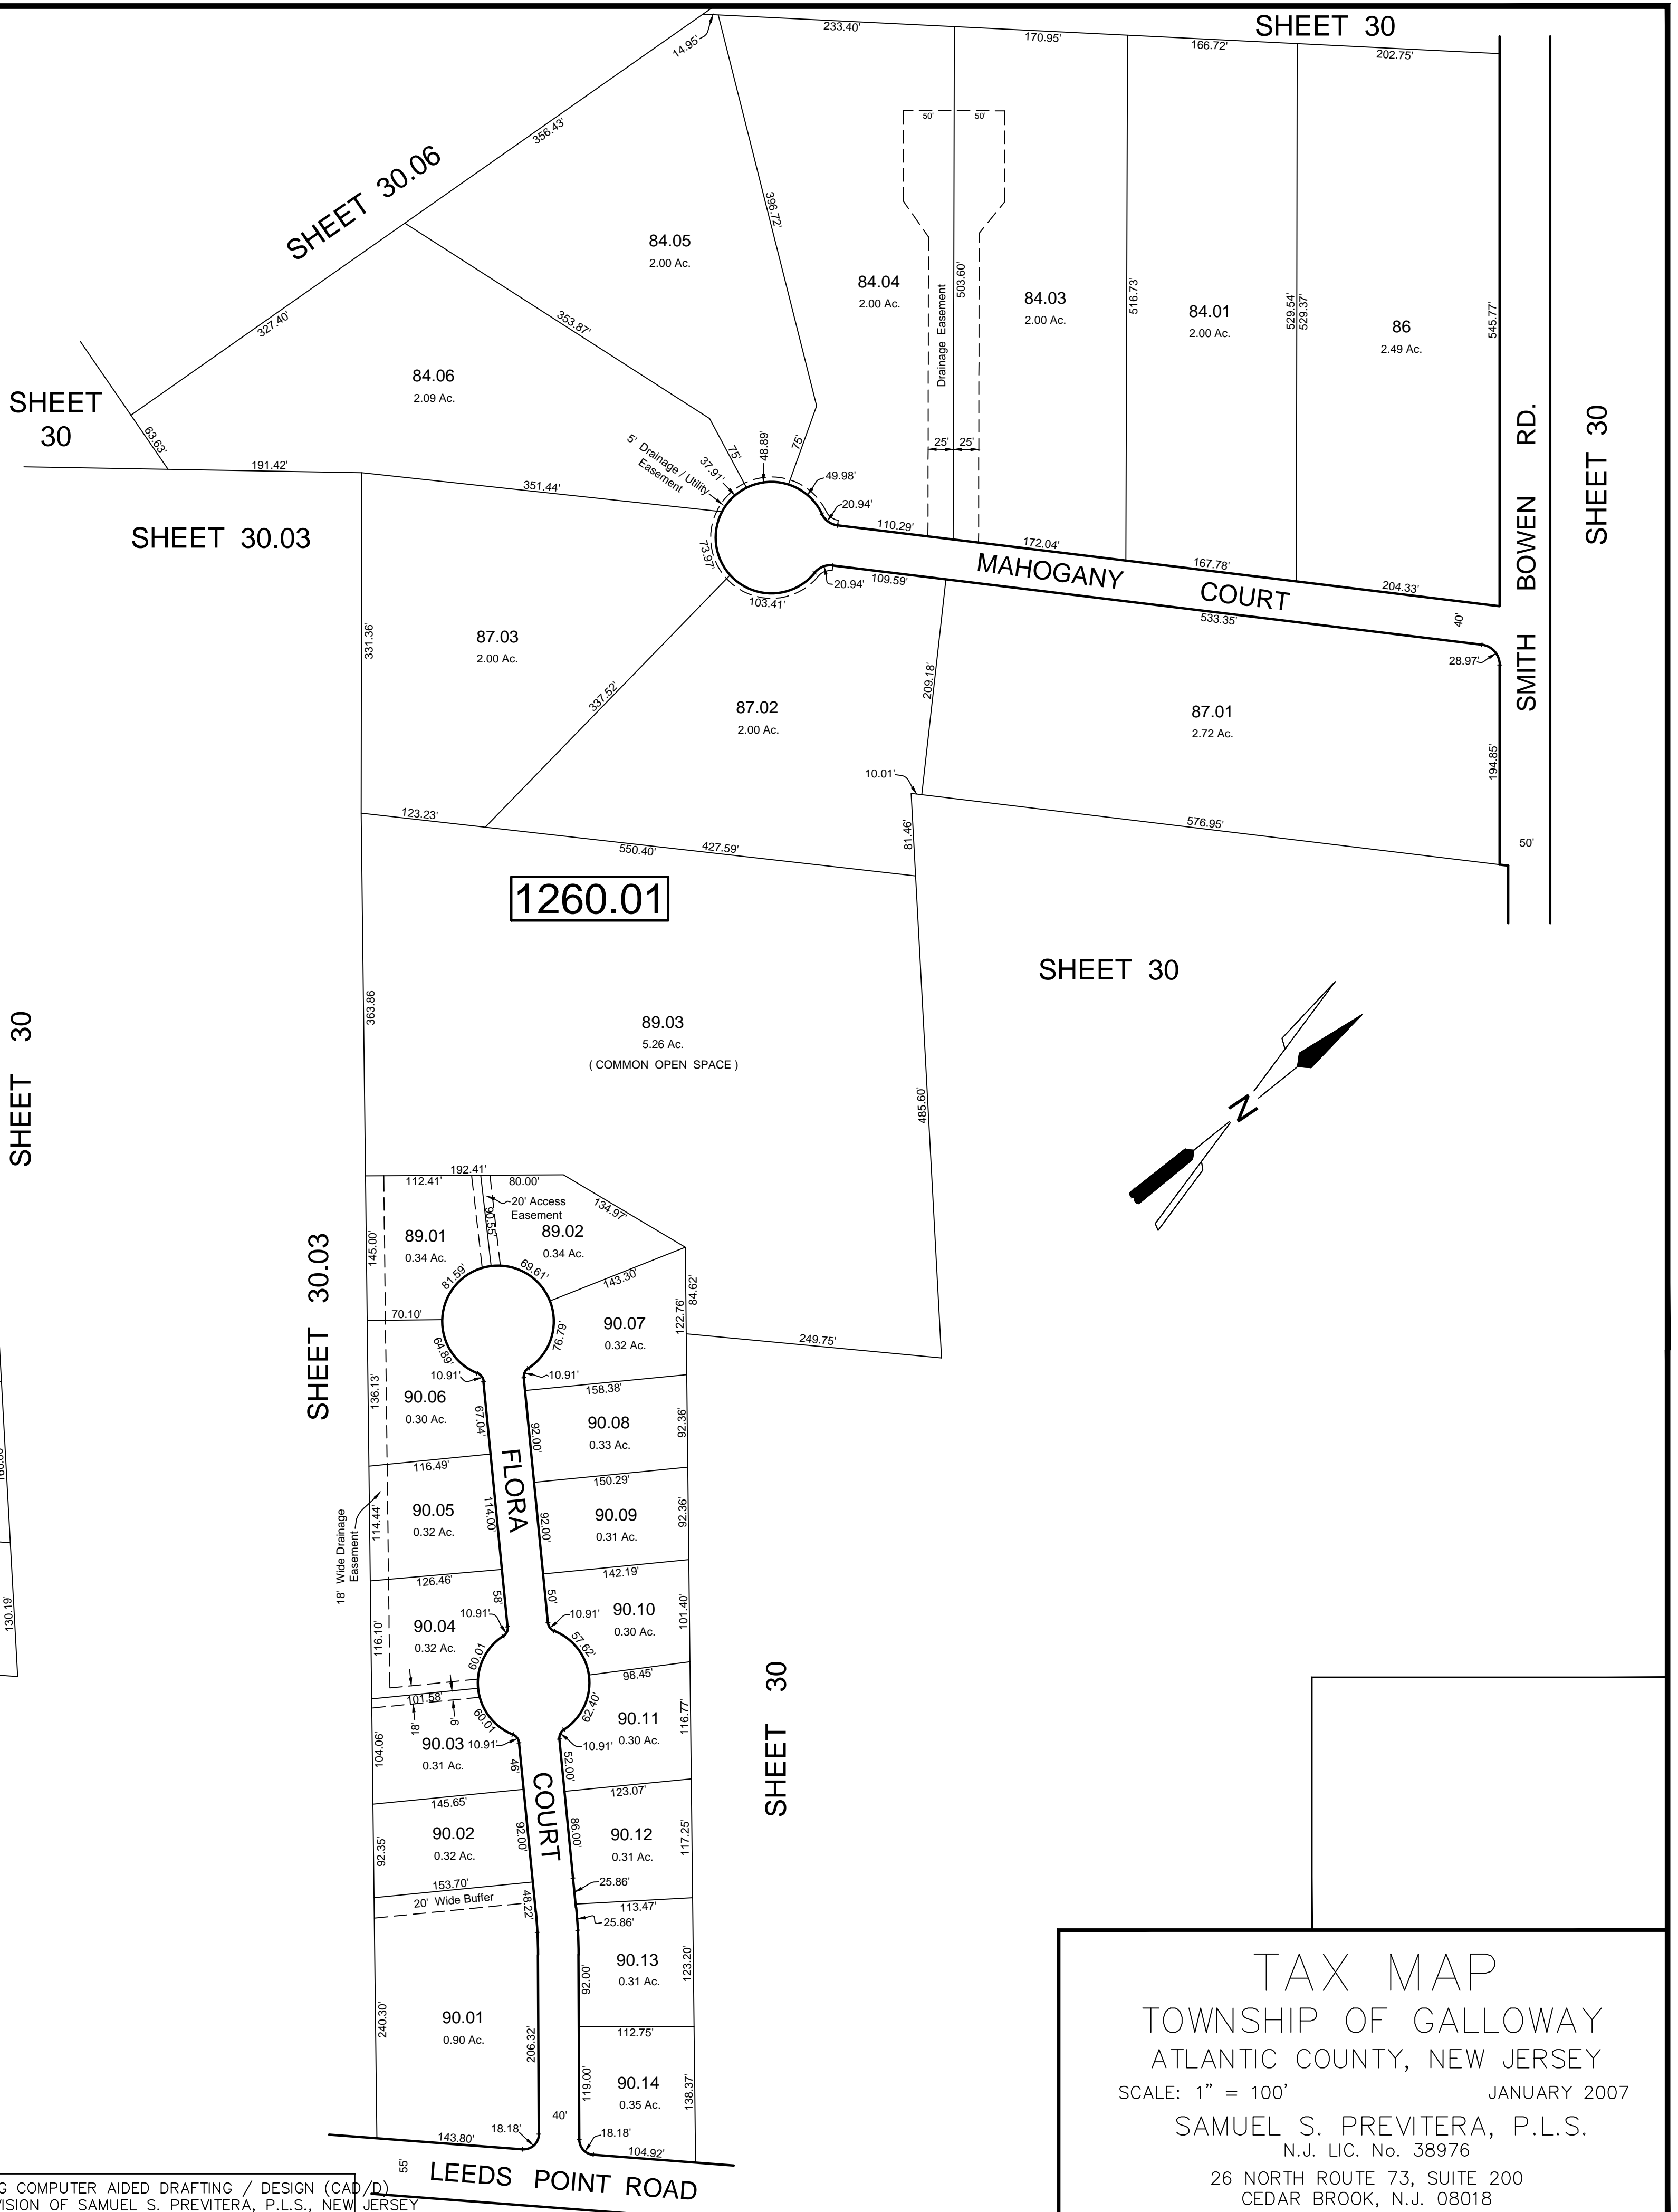 SHEET 30
233.40'
170.95'
166.72'
202.75'
14.95'
356.43'
SHEET 30.06
396.72'
50'
50'
84.05
2.00 Ac.
84.04
2.00 Ac.
Drainage Easement
503.60'
84.03
2.00 Ac.
516.73'
84.01
2.00 Ac.
529.54'
529.37'
86
2.49 Ac.
545.77'
327.40'
353.87'
84.06
2.09 Ac.
SHEET
30
63.63'
191.42'
351.44'
5' Drainage / Utility
Easement
37.91'
75'
48.89'
75'
49.98'
20.94'
25'
25'
SMITH BOWEN RD.
SHEET 30
SHEET 30.03
110.29'
172.04'
167.78'
204.33'
MAHOGANY COURT
73.97'
103.41'
20.94'
109.59'
533.35'
40'
28.97'
331.36'
87.03
2.00 Ac.
337.52'
87.02
2.00 Ac.
209.18'
87.01
2.72 Ac.
194.85'
10.01'
81.46'
576.95'
50'
123.23'
550.40'
427.59'
1260.01
SHEET 30
363.86
89.03
5.26 Ac.
( COMMON OPEN SPACE )
485.60'
N
SHEET 30
192.41'
112.41'
80.00'
20' Access
Easement
90.55'
134.97'
89.01
0.34 Ac.
89.02
0.34 Ac.
145.00'
81.59'
69.61'
143.30'
84.62'
122.76'
SHEET 30.03
70.10'
64.89'
76.79'
90.07
0.32 Ac.
249.75'
10.91'
10.91'
136.13'
90.06
0.30 Ac.
67.04'
158.38'
90.08
0.33 Ac.
92.00'
92.36'
116.49'
FLORA
150.29'
18' Wide Drainage
Easement
114.44'
90.05
0.32 Ac.
114.00'
90.09
0.31 Ac.
92.00'
92.36'
126.46'
142.19'
58'
50'
10.91'
10.91'
116.10'
90.04
0.32 Ac.
60.01
57.62'
90.10
0.30 Ac.
101.40'
130.19'
101.58'
98.45'
18'
9'
60.01
62.40'
90.11
0.30 Ac.
116.77'
SHEET 30
104.06'
90.03
0.31 Ac.
10.91'
10.91'
46'
52.00'
145.65'
COURT
123.07'
92.35'
90.02
0.32 Ac.
92.00'
86.00'
90.12
0.31 Ac.
117.25'
153.70'
20' Wide Buffer
48.22'
25.86'
113.47'
25.86'
90.13
0.31 Ac.
92.00'
123.20'
240.30'
90.01
0.90 Ac.
206.32'
112.75'
119.00'
90.14
0.35 Ac.
138.37'
40'
18.18'
18.18'
143.80'
104.92'
55'
LEEDS POINT ROAD
G COMPUTER AIDED DRAFTING / DESIGN (CAD/D)
VISION OF SAMUEL S. PREVITERA, P.L.S., NEW JERSEY
TAX MAP
TOWNSHIP OF GALLOWAY
ATLANTIC COUNTY, NEW JERSEY
SCALE: 1" = 100' JANUARY 2007
SAMUEL S. PREVITERA, P.L.S.
N.J. LIC. No. 38976
26 NORTH ROUTE 73, SUITE 200
CEDAR BROOK, N.J. 08018